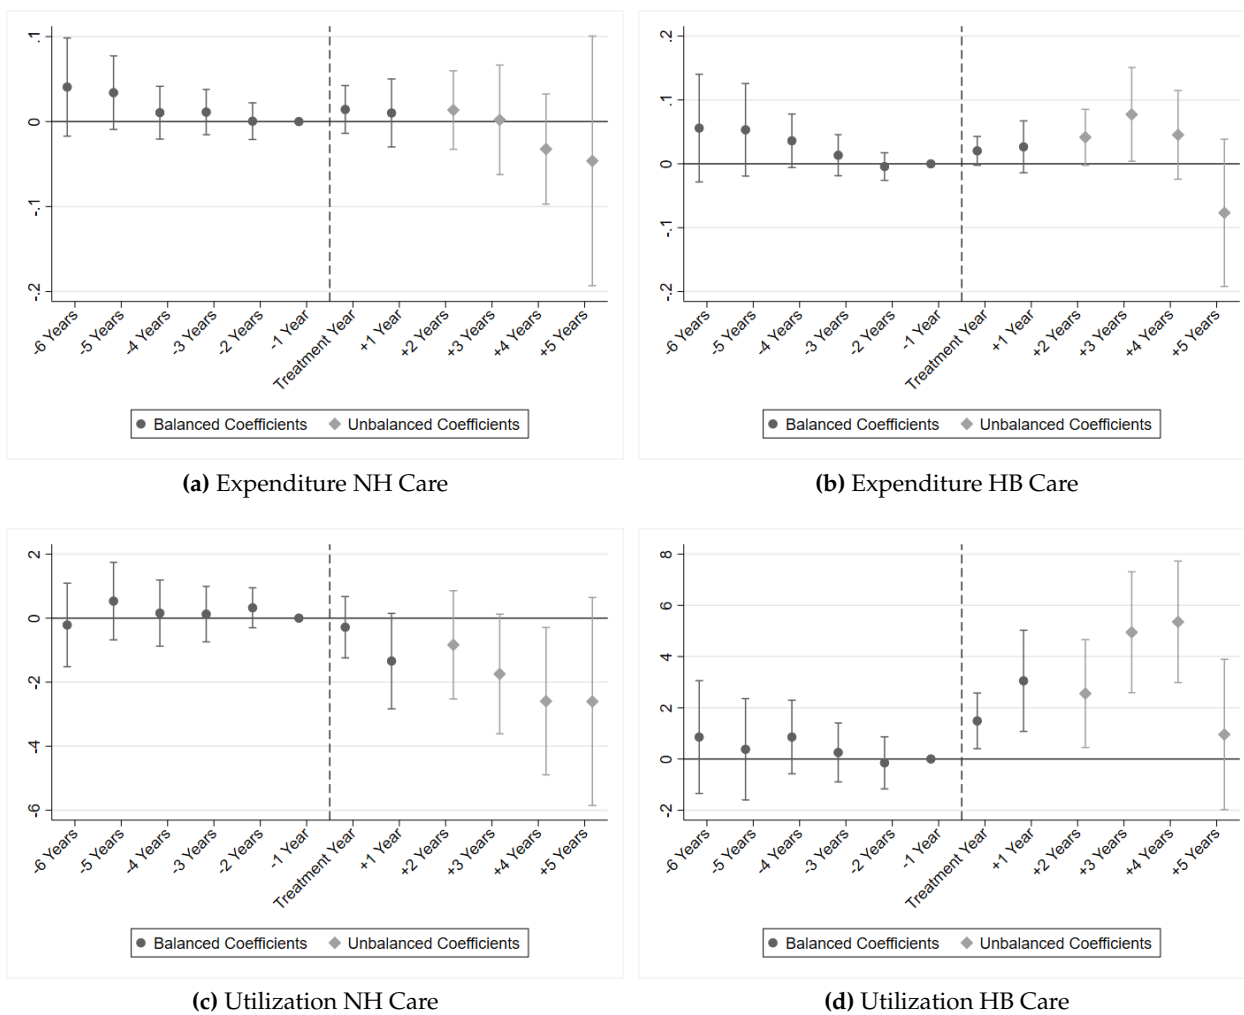 .1
0
-.1
-.2
-6 Years
-5 Years
-4 Years
-3 Years
-2 Years
-1 Year
Treatment Year
+1 Year
+2 Years
+3 Years
+4 Years
+5 Years
Balanced Coefficients Unbalanced Coefficients
(a) Expenditure NH Care
.2
.1
0
-.1
-.2
-6 Years
-5 Years
-4 Years
-3 Years
-2 Years
-1 Year
Treatment Year
+1 Year
+2 Years
+3 Years
+4 Years
+5 Years
Balanced Coefficients Unbalanced Coefficients
(b) Expenditure HB Care
2
0
-2
-4
-6
-6 Years
-5 Years
-4 Years
-3 Years
-2 Years
-1 Year
Treatment Year
+1 Year
+2 Years
+3 Years
+4 Years
+5 Years
Balanced Coefficients Unbalanced Coefficients
(c) Utilization NH Care
8
6
4
2
0
-2
-6 Years
-5 Years
-4 Years
-3 Years
-2 Years
-1 Year
Treatment Year
+1 Year
+2 Years
+3 Years
+4 Years
+5 Years
Balanced Coefficients Unbalanced Coefficients
(d) Utilization HB Care